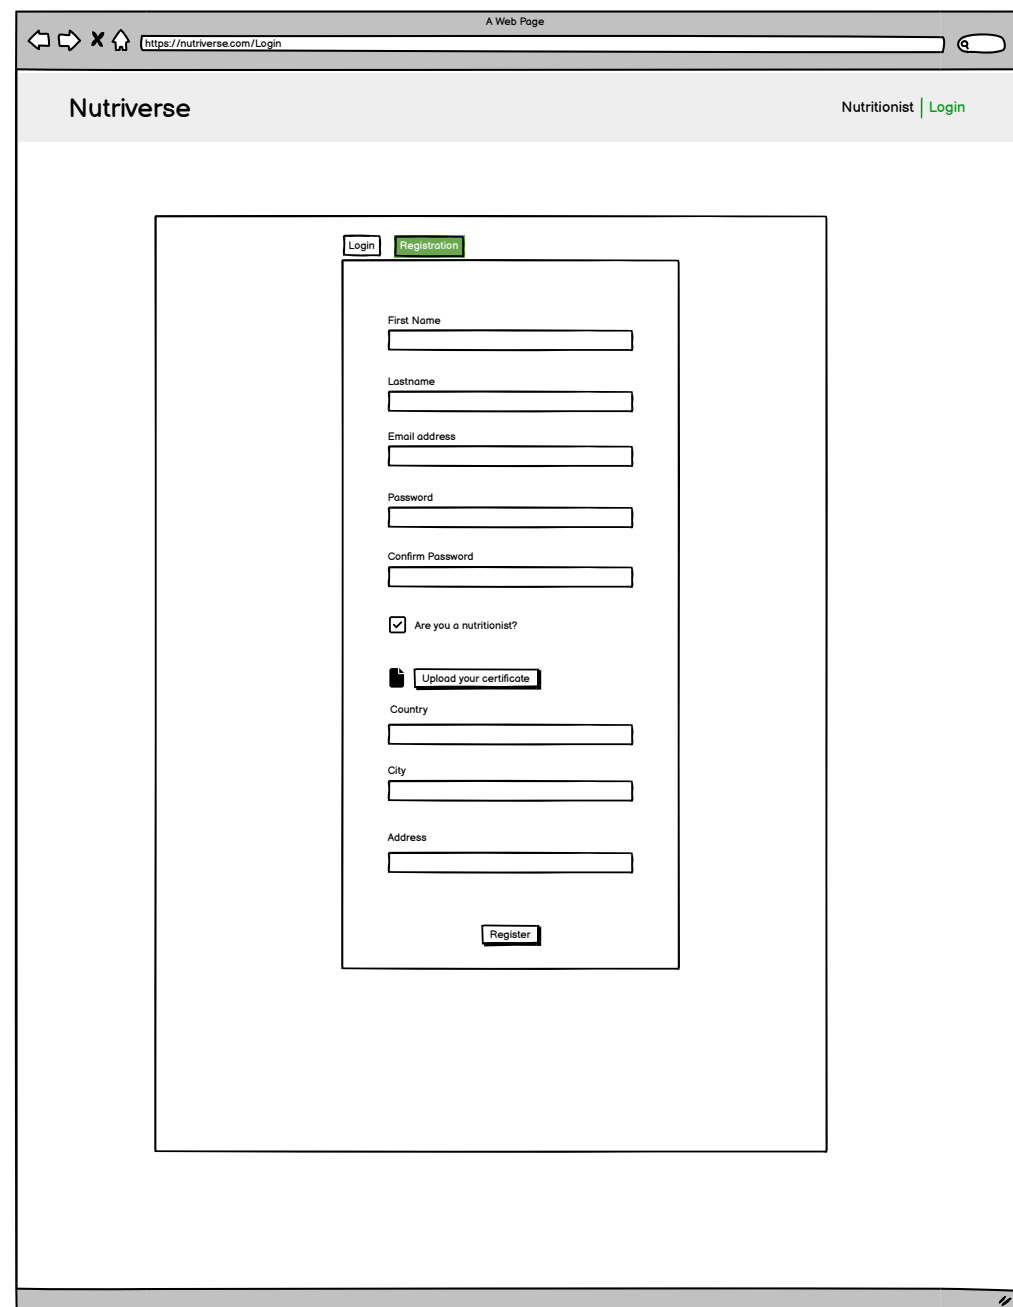 A Web Page
https://nutriverse.com/Login
Nutriverse
Nutritionist
Login
Login
Registration
First Name
Lastname
Email address
Password
Confirm Password
Are you a nutritionist?
Upload your certificate
Country
City
Address
Register